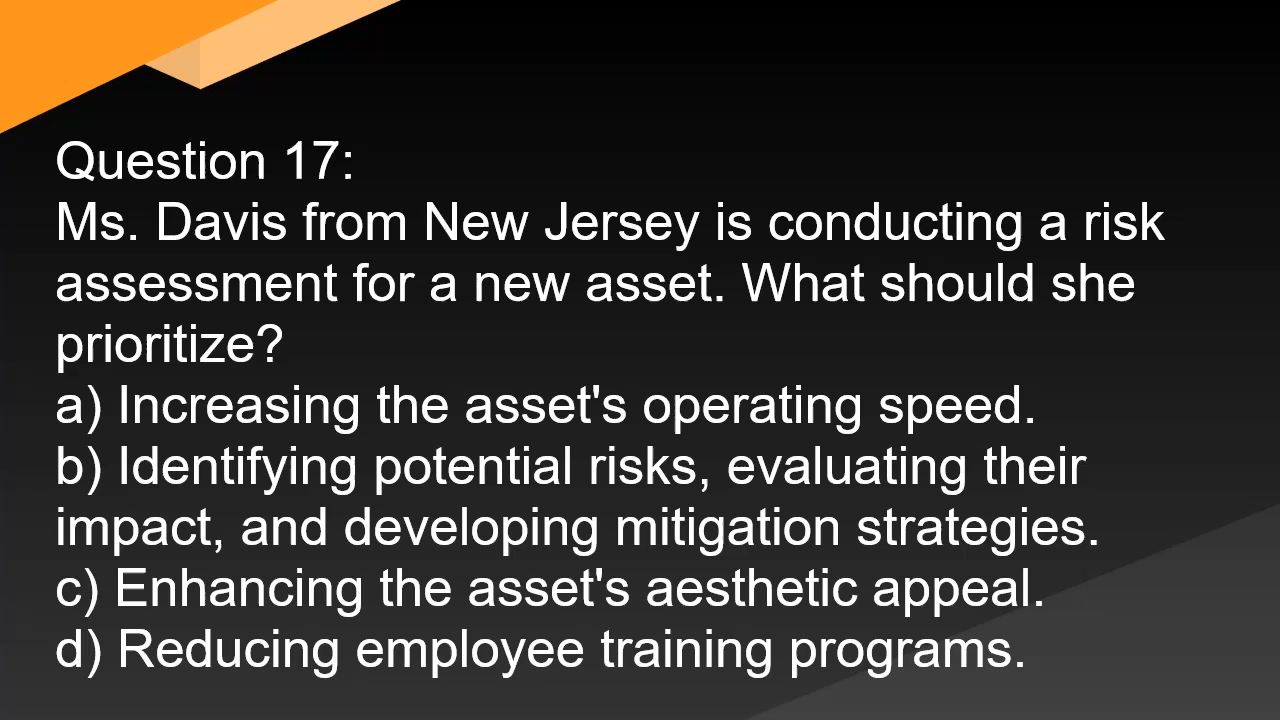 Question 17:
Ms. Davis from New Jersey is conducting a risk
assessment for a new asset. What should she
prioritize?
a) Increasing the asset's operating speed.
b) Identifying potential risks, evaluating their
impact, and developing mitigation strategies.
c) Enhancing the asset's aesthetic appeal.
d) Reducing employee training programs.